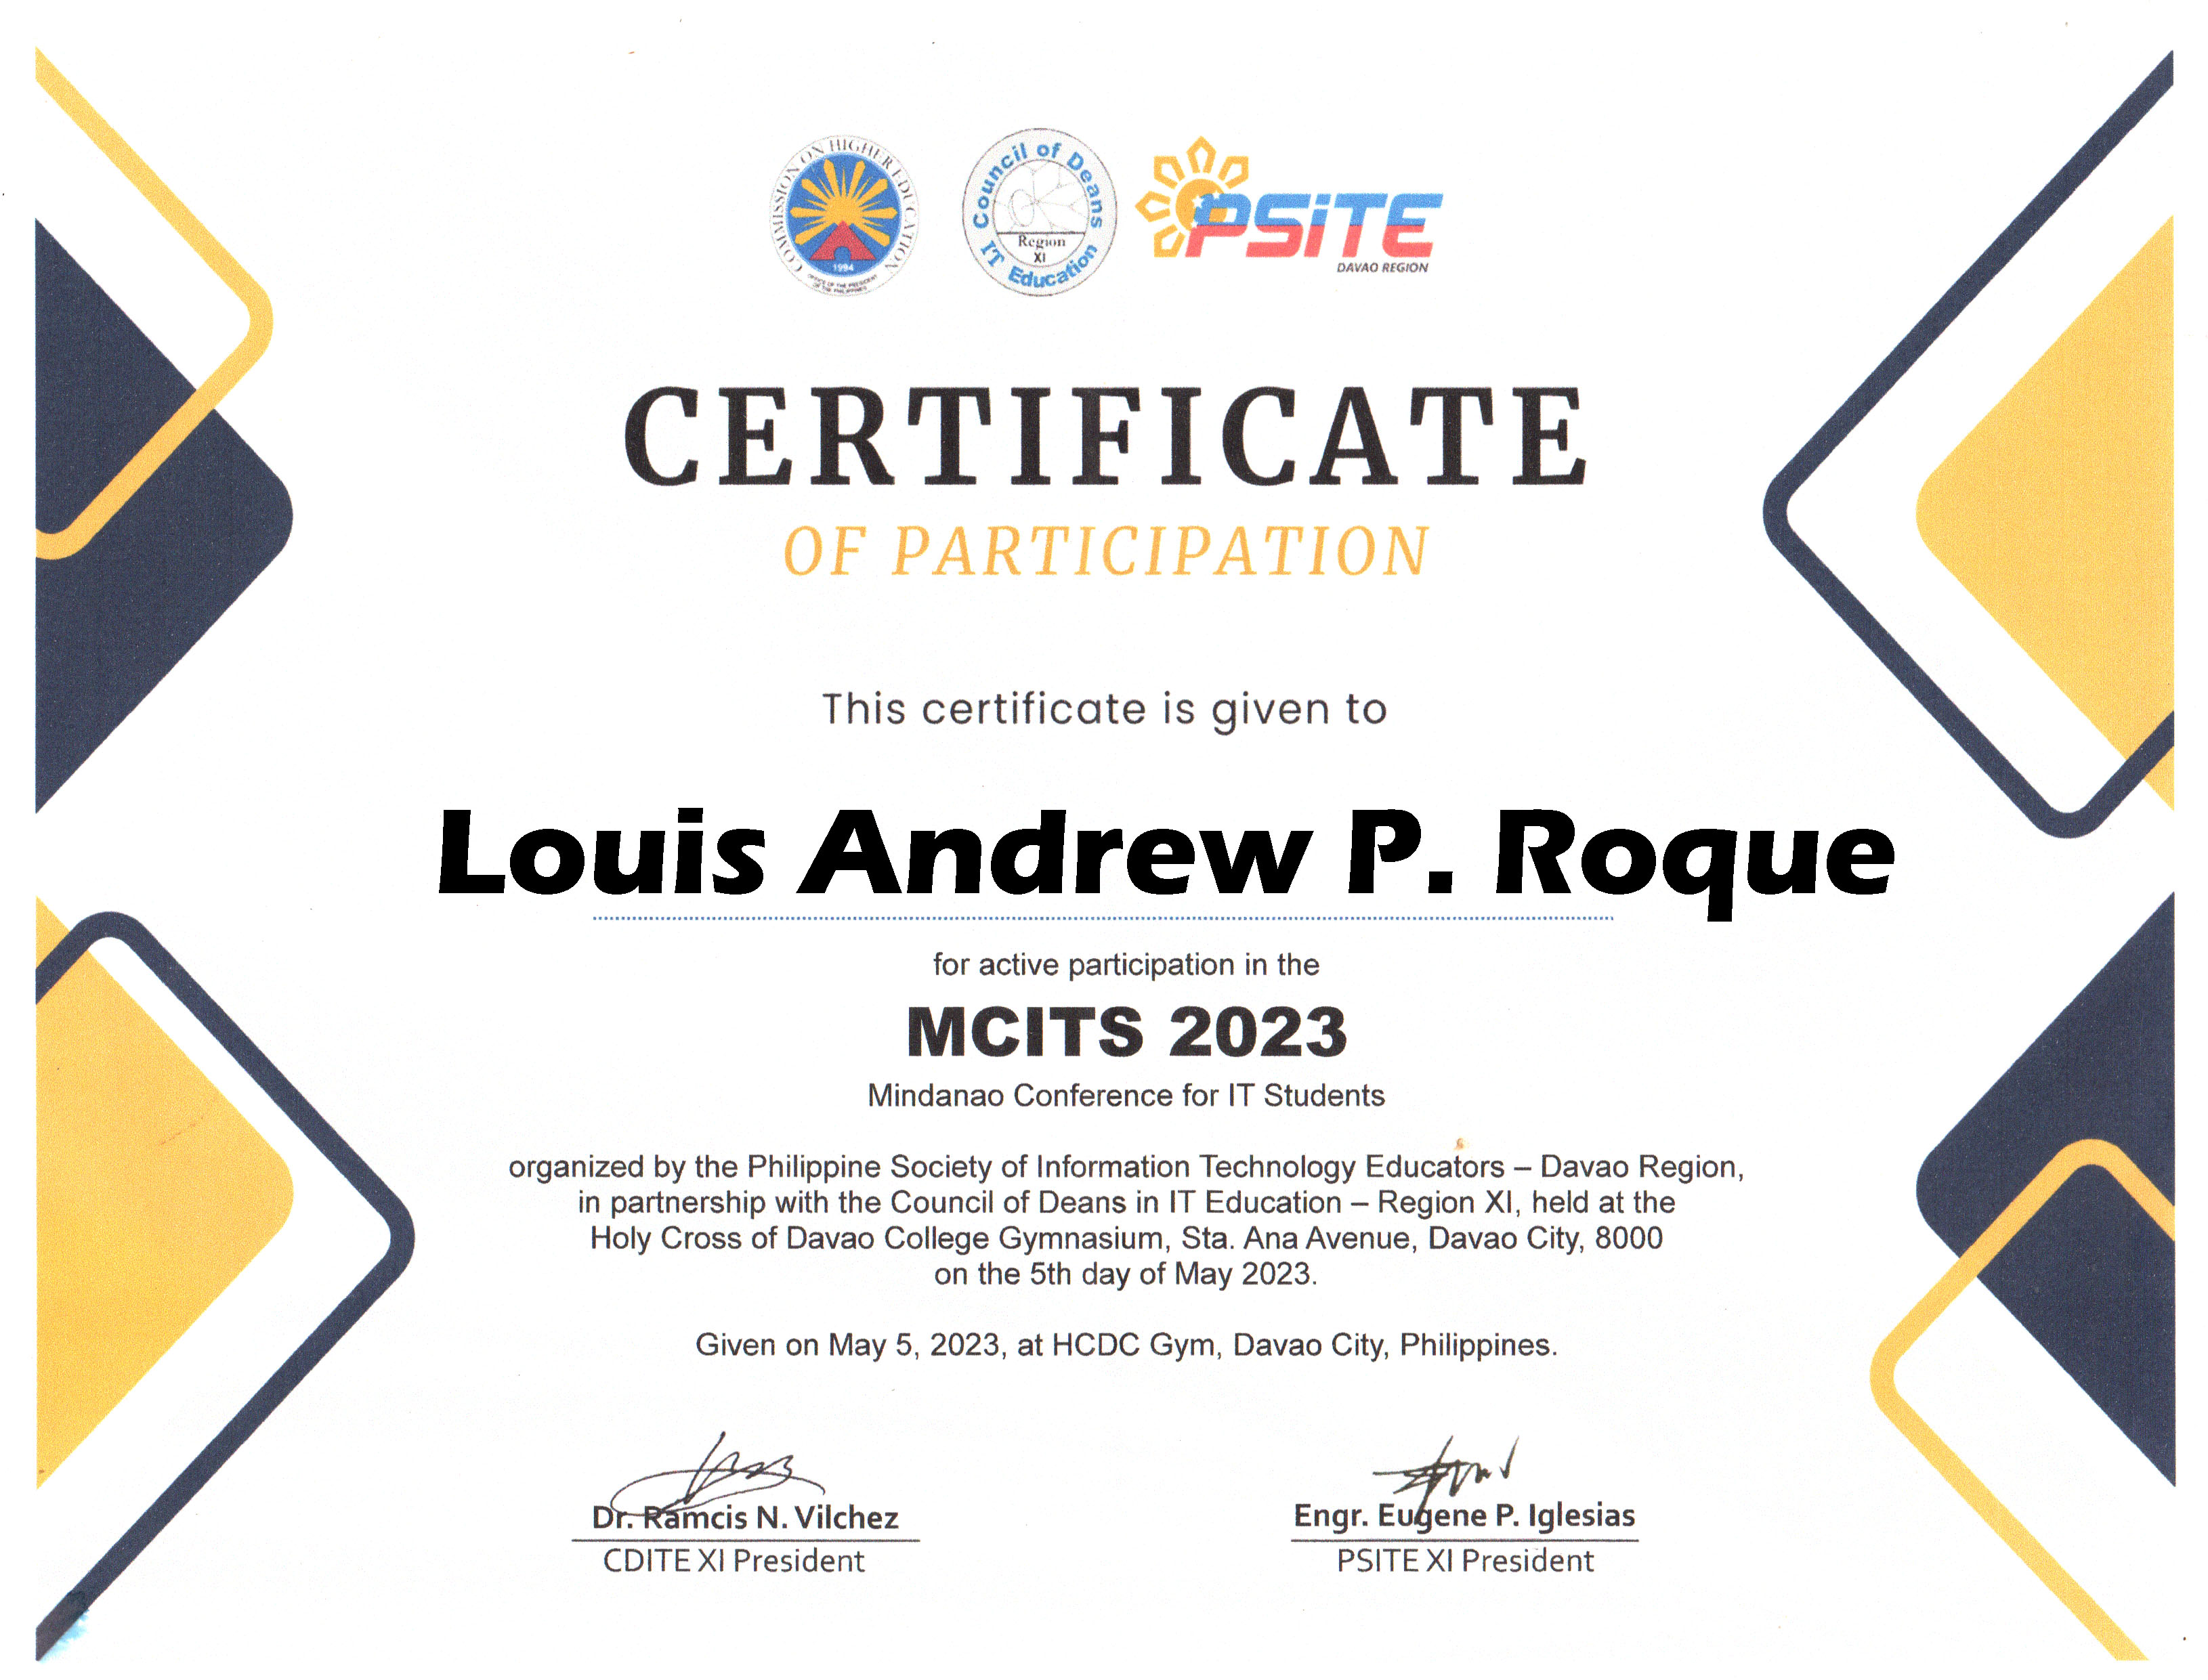 COMMISSION ON HIGHER EDUCATION
1994
OFFICE OF THE PRESIDENT
OF THE PHILIPPINES
Council of Deans
Region
XI
IT Education
PSiTE
DAVAO REGION
CERTIFICATE
OF PARTICIPATION
This certificate is given to
Louis Andrew P. Roque
for active participation in the
MCITS 2023
Mindanao Conference for IT Students
organized by the Philippine Society of Information Technology Educators – Davao Region,
in partnership with the Council of Deans in IT Education – Region XI, held at the
Holy Cross of Davao College Gymnasium, Sta. Ana Avenue, Davao City, 8000
on the 5th day of May 2023.
Given on May 5, 2023, at HCDC Gym, Davao City, Philippines.
Dr. Ramcis N. Vilchez
CDITE XI President
Engr. Eugene P. Iglesias
PSITE XI President